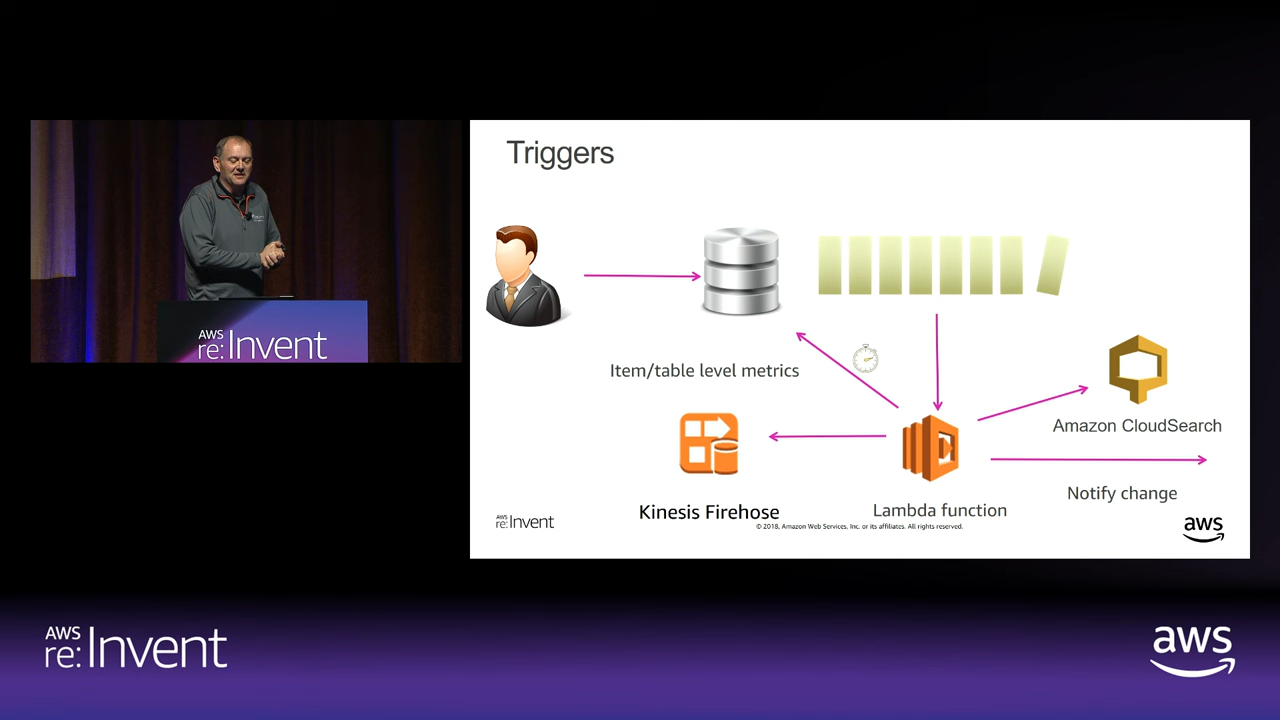 Triggers
Item/table level metrics
Amazon CloudSearch
Notify change
Kinesis Firehose
Lambda function
© 2018, Amazon Web Services, Inc. or its affiliates. All rights reserved.
AWS
re:Invent
aws
AWS
re:Invent
AWS
re:Invent
aws